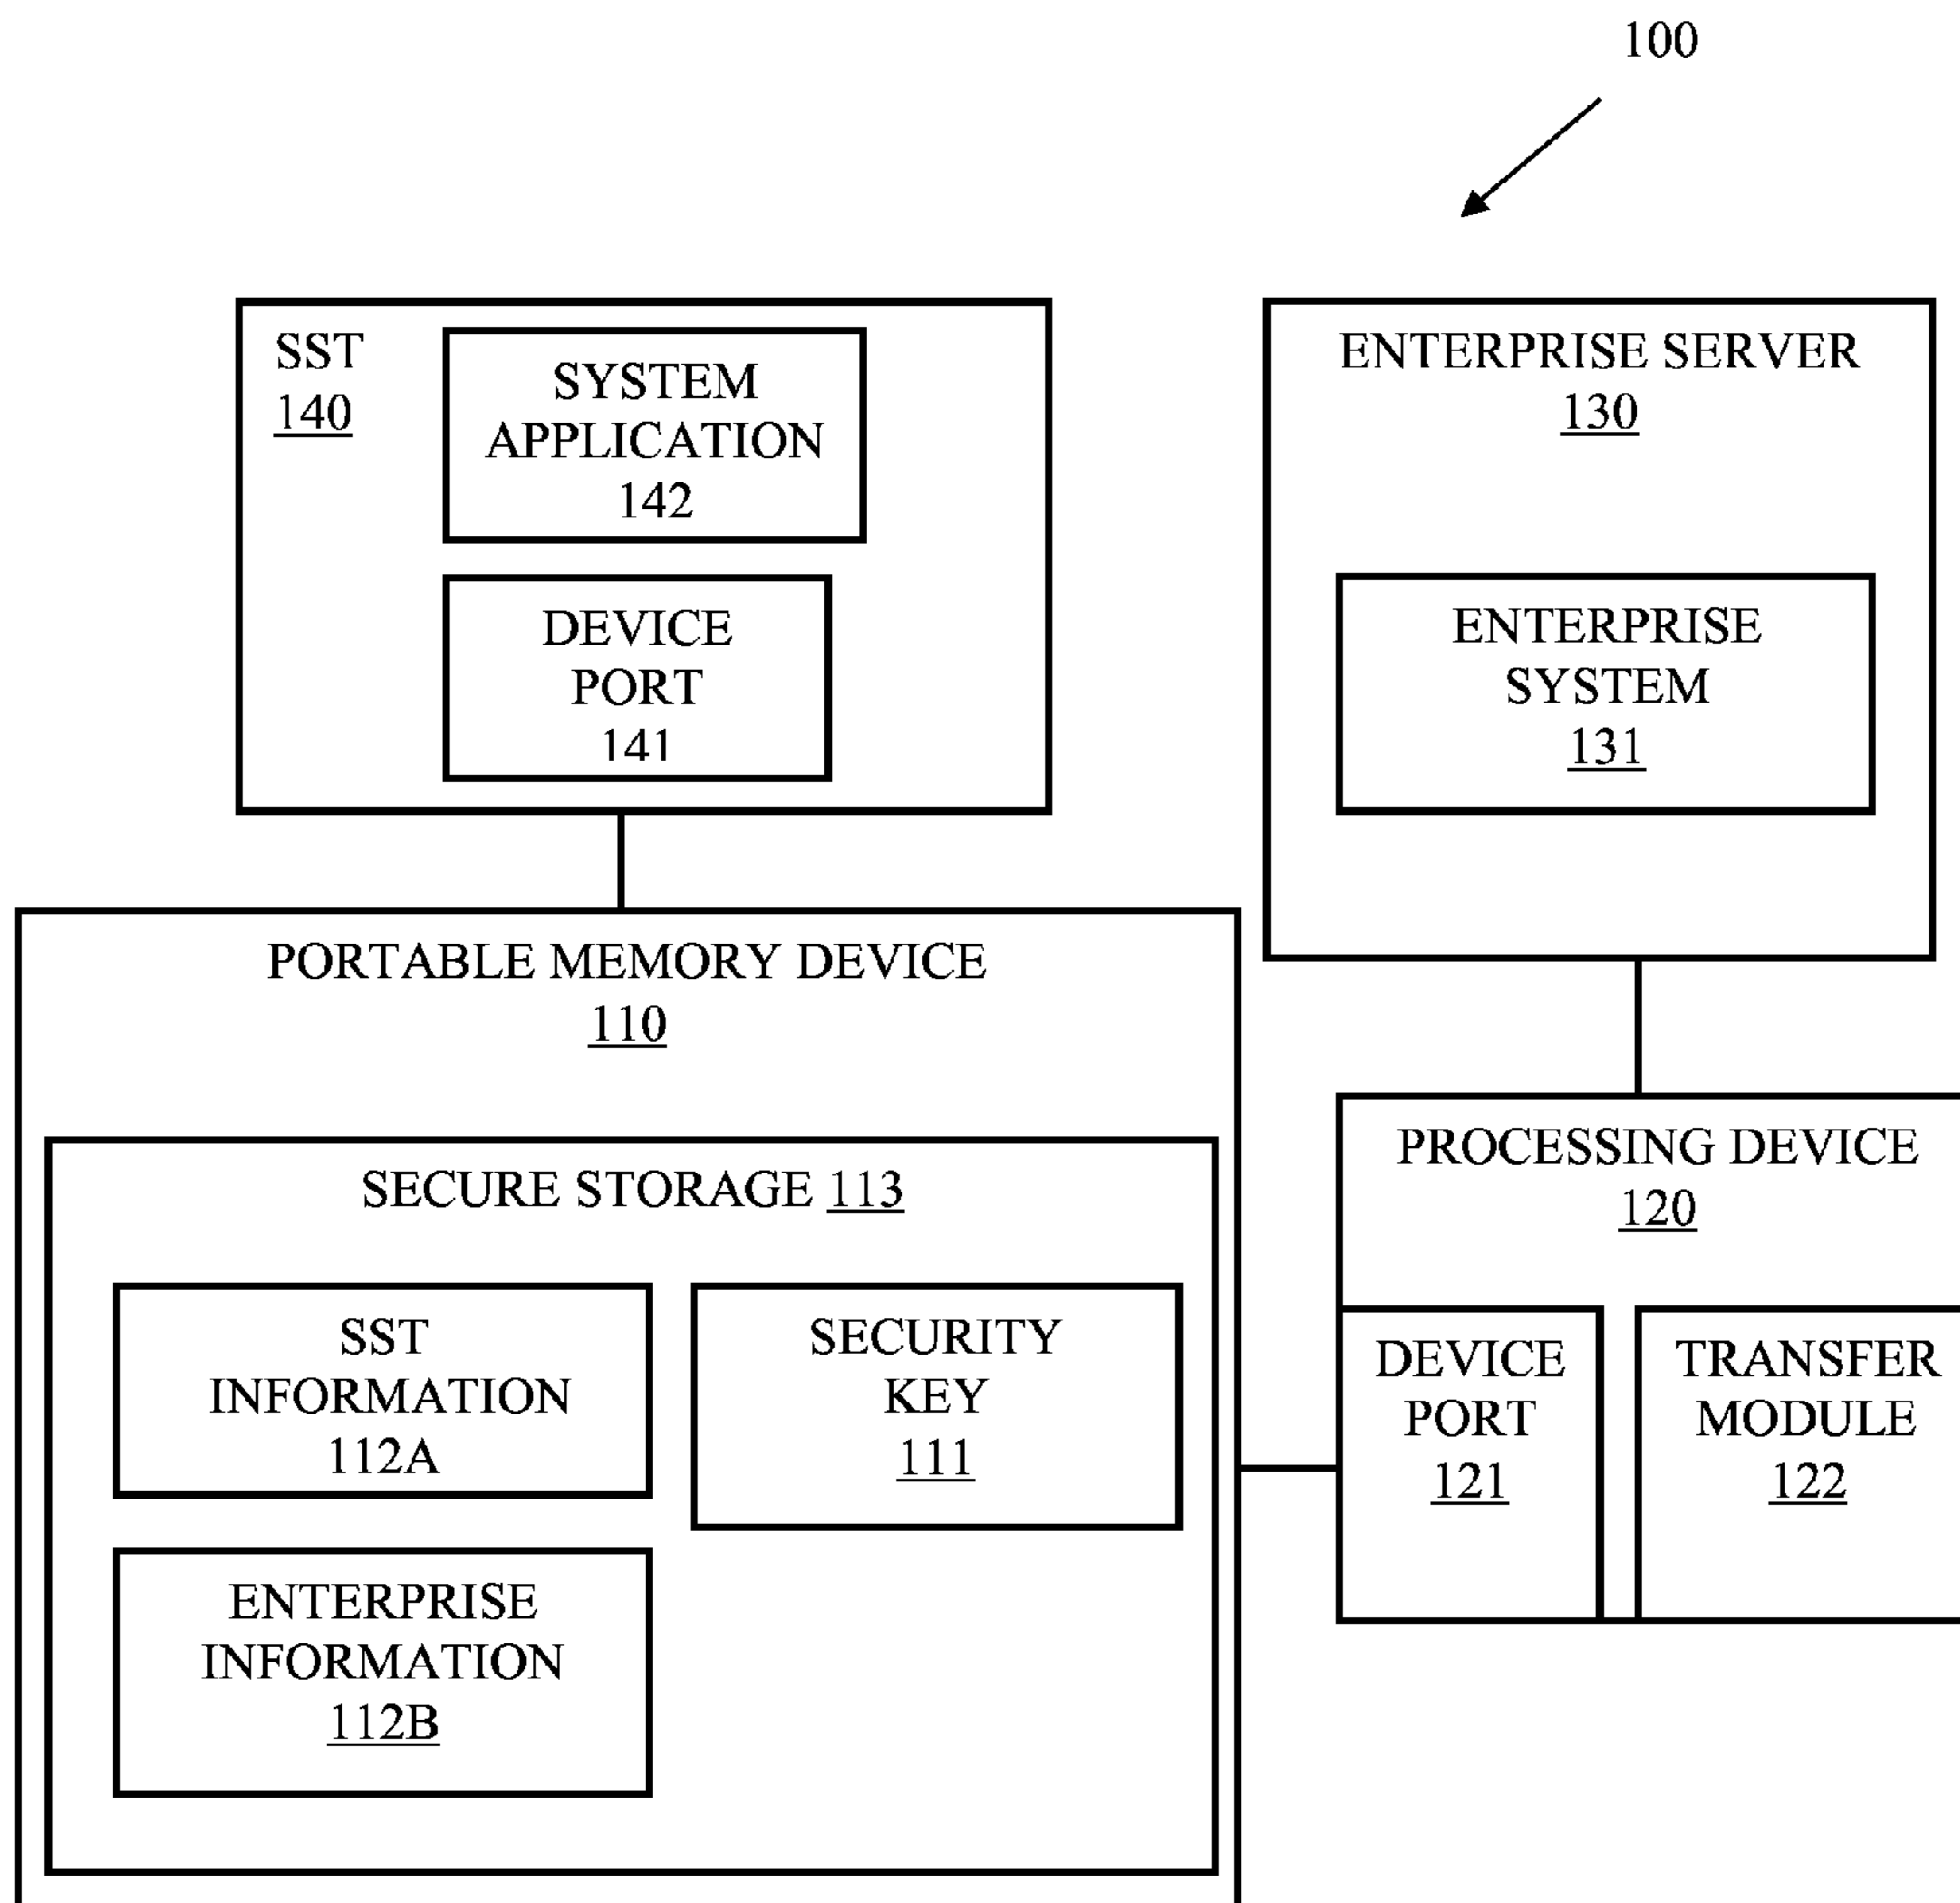 100
SST
140
SYSTEM
APPLICATION
142
DEVICE
PORT
141
ENTERPRISE SERVER
130
ENTERPRISE
SYSTEM
131
PORTABLE MEMORY DEVICE
110
SECURE STORAGE 113
SST
INFORMATION
112A
SECURITY
KEY
111
ENTERPRISE
INFORMATION
112B
PROCESSING DEVICE
120
DEVICE
PORT
121
TRANSFER
MODULE
122